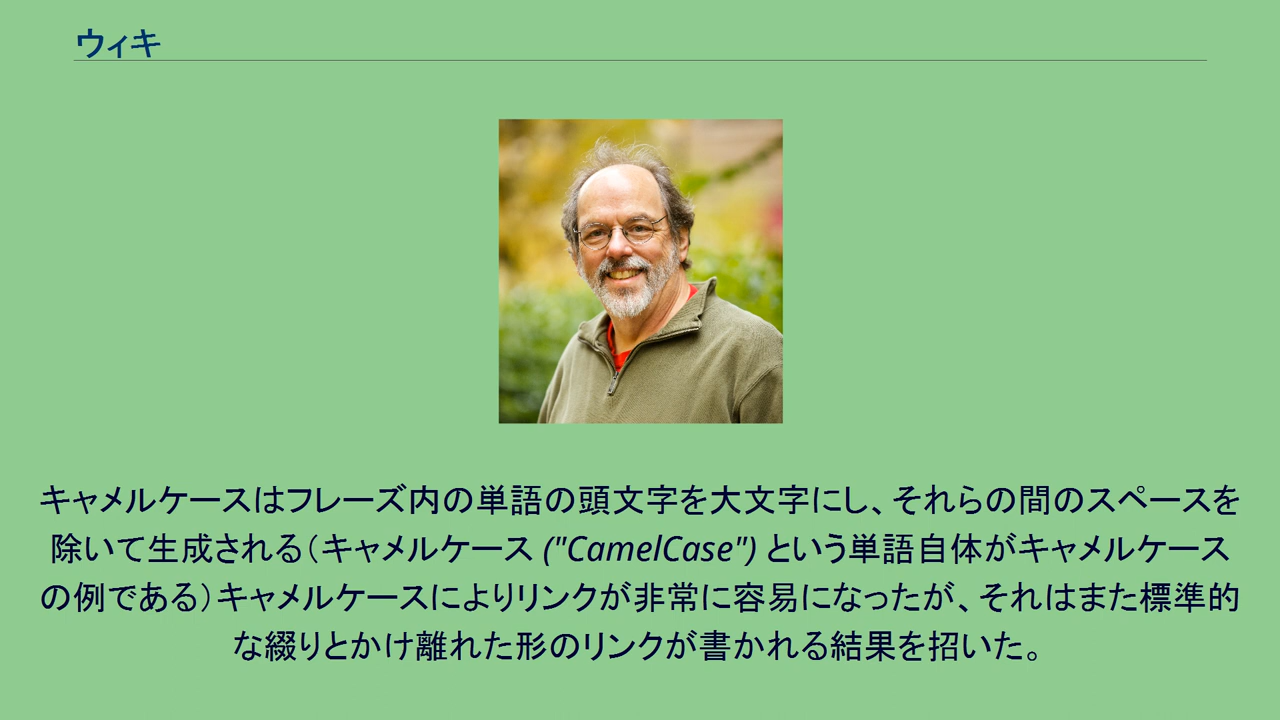 ウィキ
キャメルケースはフレーズ内の単語の頭文字を大文字にし、それらの間のスペースを
除いて生成される（キャメルケース ("CamelCase") という単語自体がキャメルケース
の例である）キャメルケースによりリンクが非常に容易になったが、それはまた標準的
な綴りとかけ離れた形のリンクが書かれる結果を招いた。